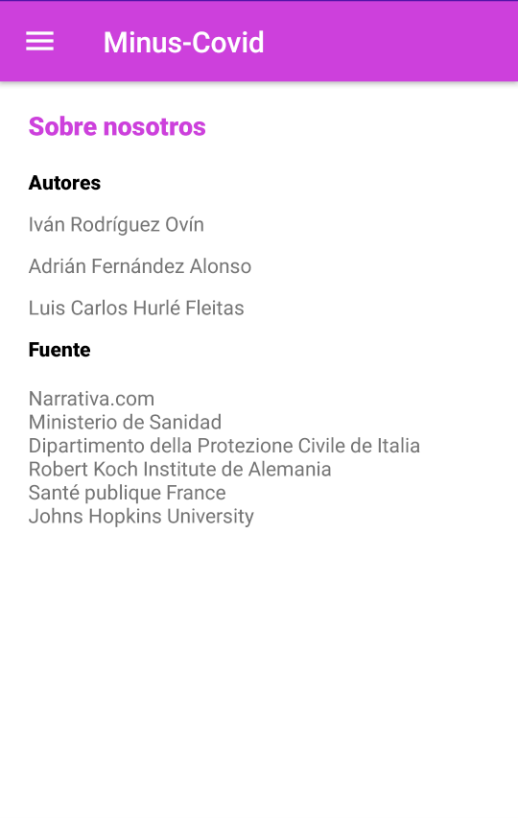 Minus-Covid
Sobre nosotros
Autores
Iván Rodríguez Ovín
Adrián Fernández Alonso
Luis Carlos Hurlé Fleitas
Fuente
Narrativa.com
Ministerio de Sanidad
Dipartimento della Protezione Civile de Italia
Robert Koch Institute de Alemania
Santé publique France
Johns Hopkins University